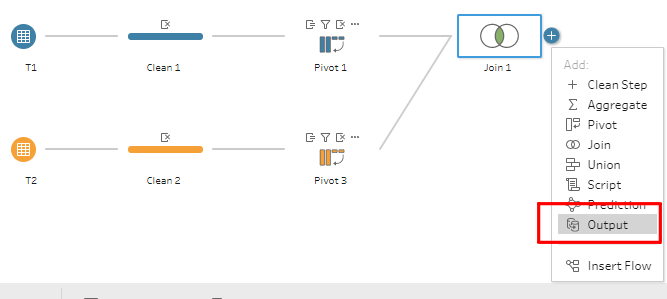 T1
Clean 1
Pivot 1
Join 1
T2
Clean 2
Pivot 3
Add:
Clean Step
Aggregate
Pivot
Join
Union
Script
Prediction
Output
Insert Flow